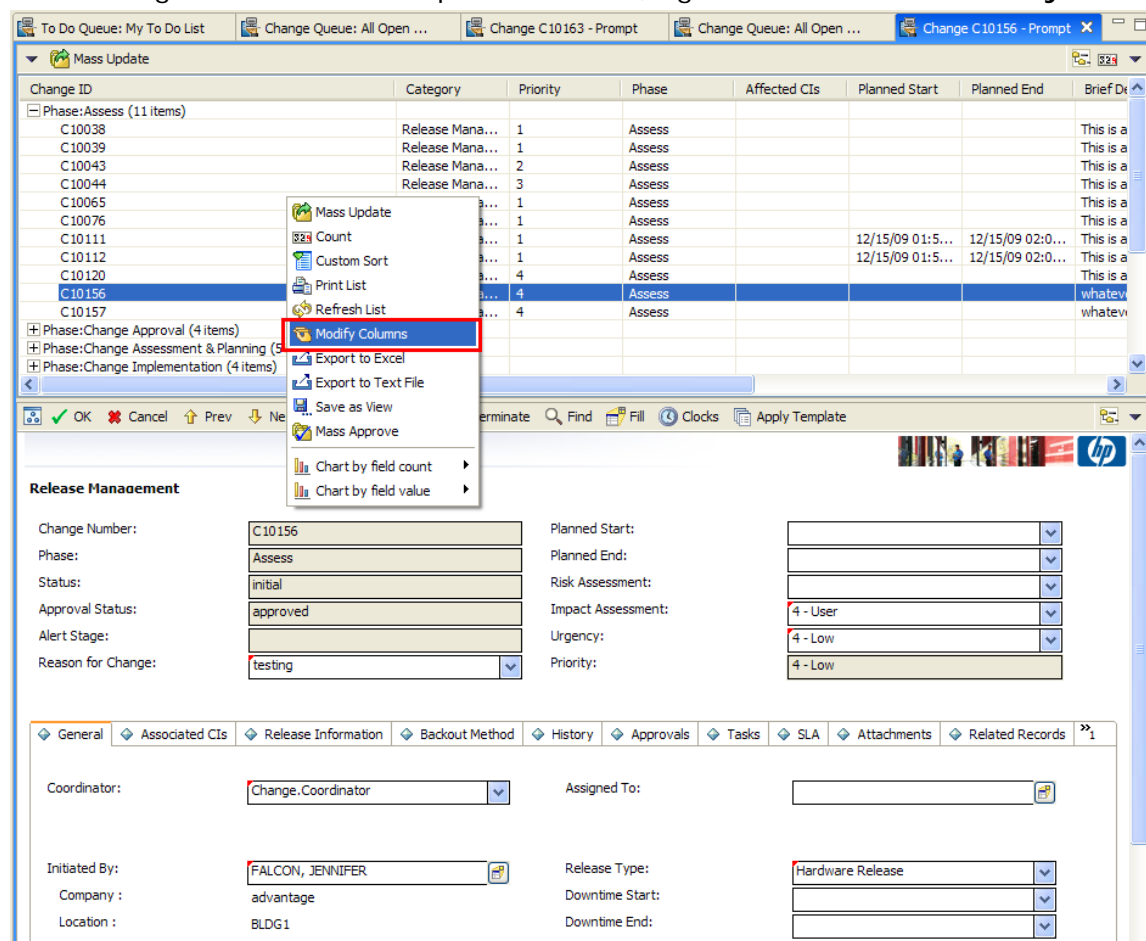 To Do Queue: My To Do List Change Queue: All Open ... Change C10163 - Prompt Change Queue: All Open ... Change C10156 - Prompt
Mass Update
Change ID Category Priority Phase Affected CIs Planned Start Planned End Brief De
Phase:Assess (11 items)
C10038 Release Mana... 1 Assess This is a
C10039 Release Mana... 1 Assess This is a
C10043 Release Mana... 2 Assess This is a
C10044 Release Mana... 3 Assess This is a
C10065 a... 1 Assess This is a
C10076 a... 1 Assess This is a
C10111 a... 1 Assess 12/15/09 01:5... 12/15/09 02:0... This is a
C10112 a... 1 Assess 12/15/09 01:5... 12/15/09 02:0... This is a
C10120 a... 4 Assess This is a
C10156 a... 4 Assess whateve
C10157 a... 4 Assess whatev
Phase:Change Approval (4 items)
Phase:Change Assessment & Planning (5
Phase:Change Implementation (4 items)
Mass Update
Count
Custom Sort
Print List
Refresh List
Modify Columns
Export to Excel
Export to Text File
Save as View
Mass Approve
Chart by field count
Chart by field value
OK Cancel Prev Ne erminate Find Fill Clocks Apply Template
hp
Release Management
Change Number: C10156 Planned Start:
Phase: Assess Planned End:
Status: initial Risk Assessment:
Approval Status: approved Impact Assessment: 4 - User
Alert Stage: Urgency: 4 - Low
Reason for Change: testing Priority: 4 - Low
General Associated CIs Release Information Backout Method History Approvals Tasks SLA Attachments Related Records »1
Coordinator: Change.Coordinator Assigned To:
Initiated By: FALCON, JENNIFER Release Type: Hardware Release
Company : advantage Downtime Start:
Location : BLDG1 Downtime End: